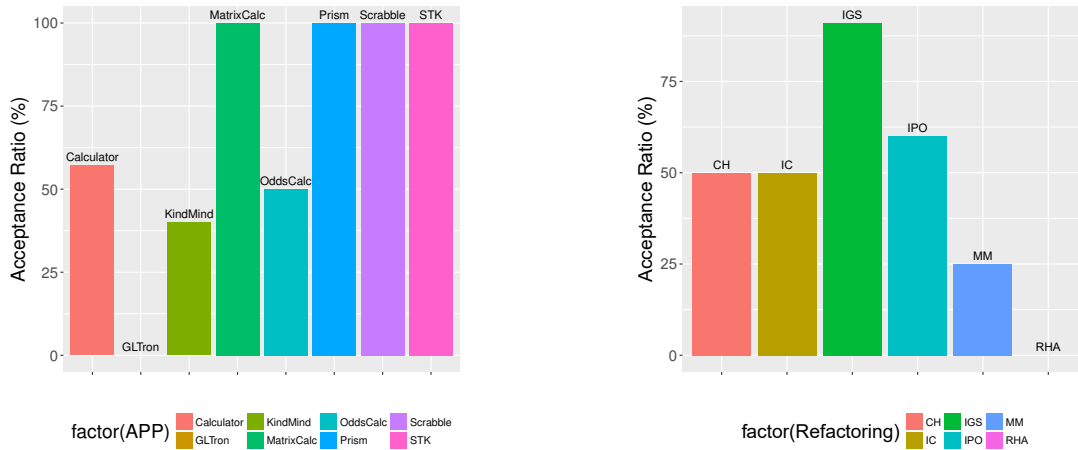 Acceptance Ratio (%)
100
75
50
25
0
Calculator
GLTron
KindMind
MatrixCalc
OddsCalc
Prism
Scrabble
STK
factor(APP)
Calculator KindMind OddsCalc Scrabble
GLTron MatrixCalc Prism STK
Acceptance Ratio (%)
75
50
25
0
CH
IC
IGS
IPO
MM
RHA
factor(Refactoring)
CH IGS MM
IC IPO RHA